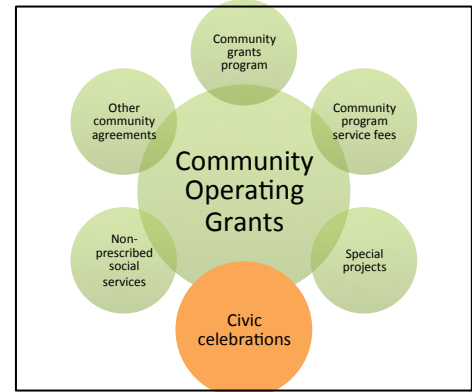 Community
grants
program
Other
community
agreements
Community
program
service fees
Community
Operating
Grants
Non-
prescribed
social
services
Special
projects
Civic
celebrations